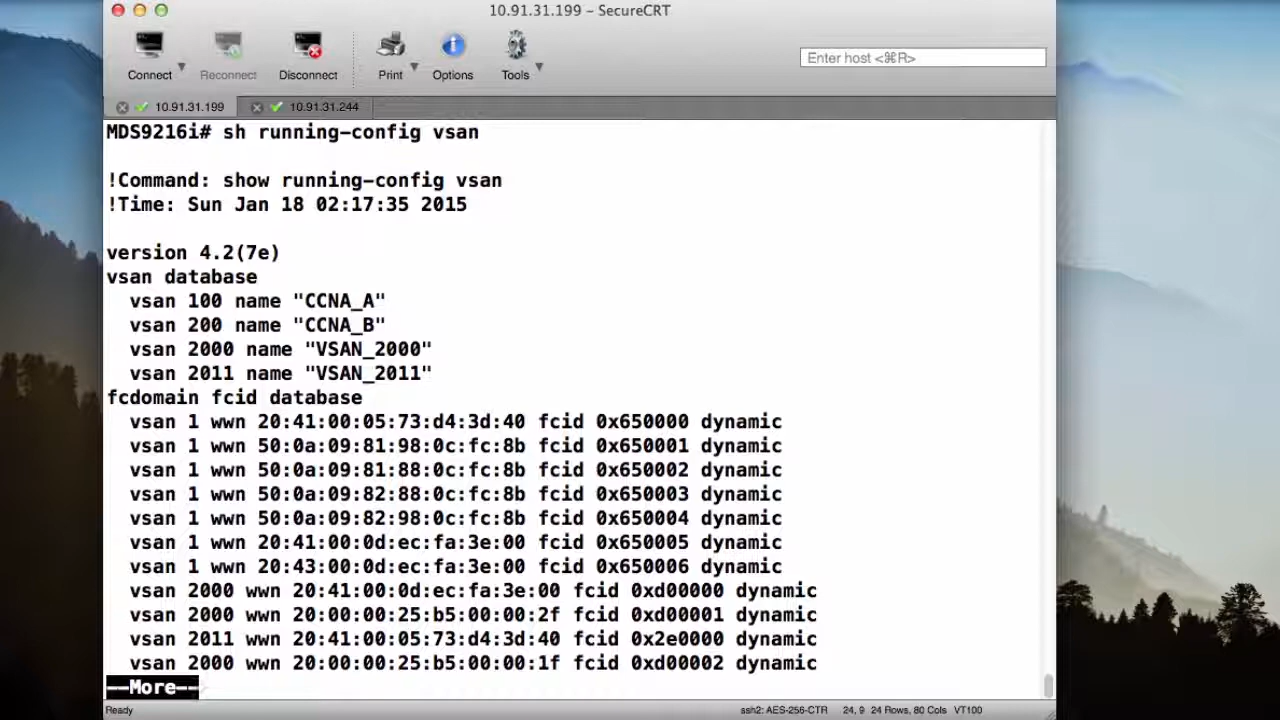 10.91.31.199 – SecureCRT
Connect Reconnect Disconnect Print Options Tools
Enter host <⌘R>
10.91.31.199 10.91.31.244
MDS9216i# sh running-config vsan
!Command: show running-config vsan
!Time: Sun Jan 18 02:17:35 2015
version 4.2(7e)
vsan database
  vsan 100 name "CCNA_A"
  vsan 200 name "CCNA_B"
  vsan 2000 name "VSAN_2000"
  vsan 2011 name "VSAN_2011"
fcdomain fcid database
  vsan 1 wwn 20:41:00:05:73:d4:3d:40 fcid 0x650000 dynamic
  vsan 1 wwn 50:0a:09:81:98:0c:fc:8b fcid 0x650001 dynamic
  vsan 1 wwn 50:0a:09:81:88:0c:fc:8b fcid 0x650002 dynamic
  vsan 1 wwn 50:0a:09:82:88:0c:fc:8b fcid 0x650003 dynamic
  vsan 1 wwn 50:0a:09:82:98:0c:fc:8b fcid 0x650004 dynamic
  vsan 1 wwn 20:41:00:0d:ec:fa:3e:00 fcid 0x650005 dynamic
  vsan 1 wwn 20:43:00:0d:ec:fa:3e:00 fcid 0x650006 dynamic
  vsan 2000 wwn 20:41:00:0d:ec:fa:3e:00 fcid 0xd00000 dynamic
  vsan 2000 wwn 20:00:00:25:b5:00:00:2f fcid 0xd00001 dynamic
  vsan 2011 wwn 20:41:00:05:73:d4:3d:40 fcid 0x2e0000 dynamic
  vsan 2000 wwn 20:00:00:25:b5:00:00:1f fcid 0xd00002 dynamic
--More--
Ready ssh2: AES-256-CTR 24, 9 24 Rows, 80 Cols VT100